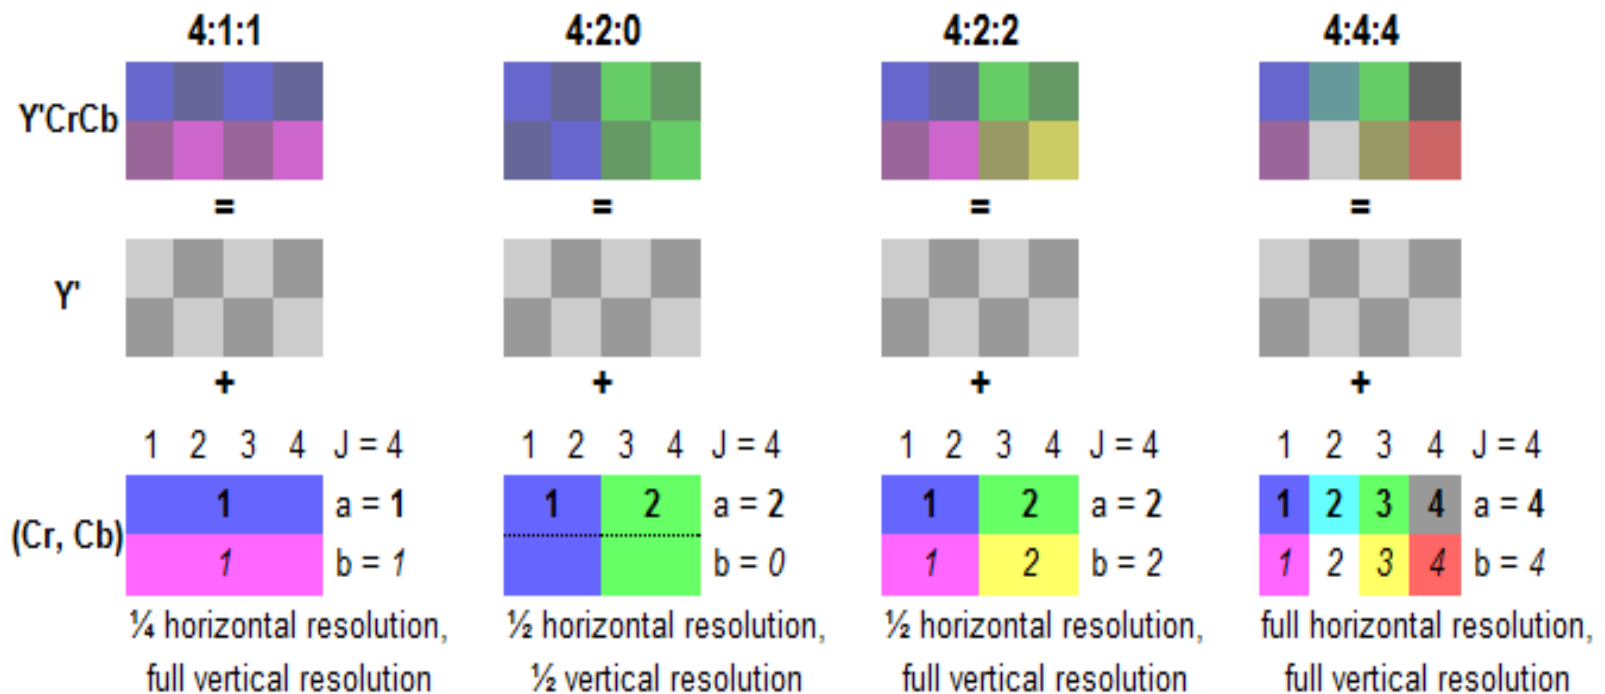 4:1:1 4:2:0 4:2:2 4:4:4
Y'CrCb
= = = =
Y'
+ + + +
1 2 3 4 J = 4 1 2 3 4 J = 4 1 2 3 4 J = 4 1 2 3 4 J = 4
1 a = 1 1 2 a = 2 1 2 a = 2 1 2 3 4 a = 4
(Cr, Cb)
1 b = 1 b = 0 1 2 b = 2 1 2 3 4 b = 4
¼ horizontal resolution, ½ horizontal resolution, ½ horizontal resolution, full horizontal resolution,
full vertical resolution ½ vertical resolution full vertical resolution full vertical resolution